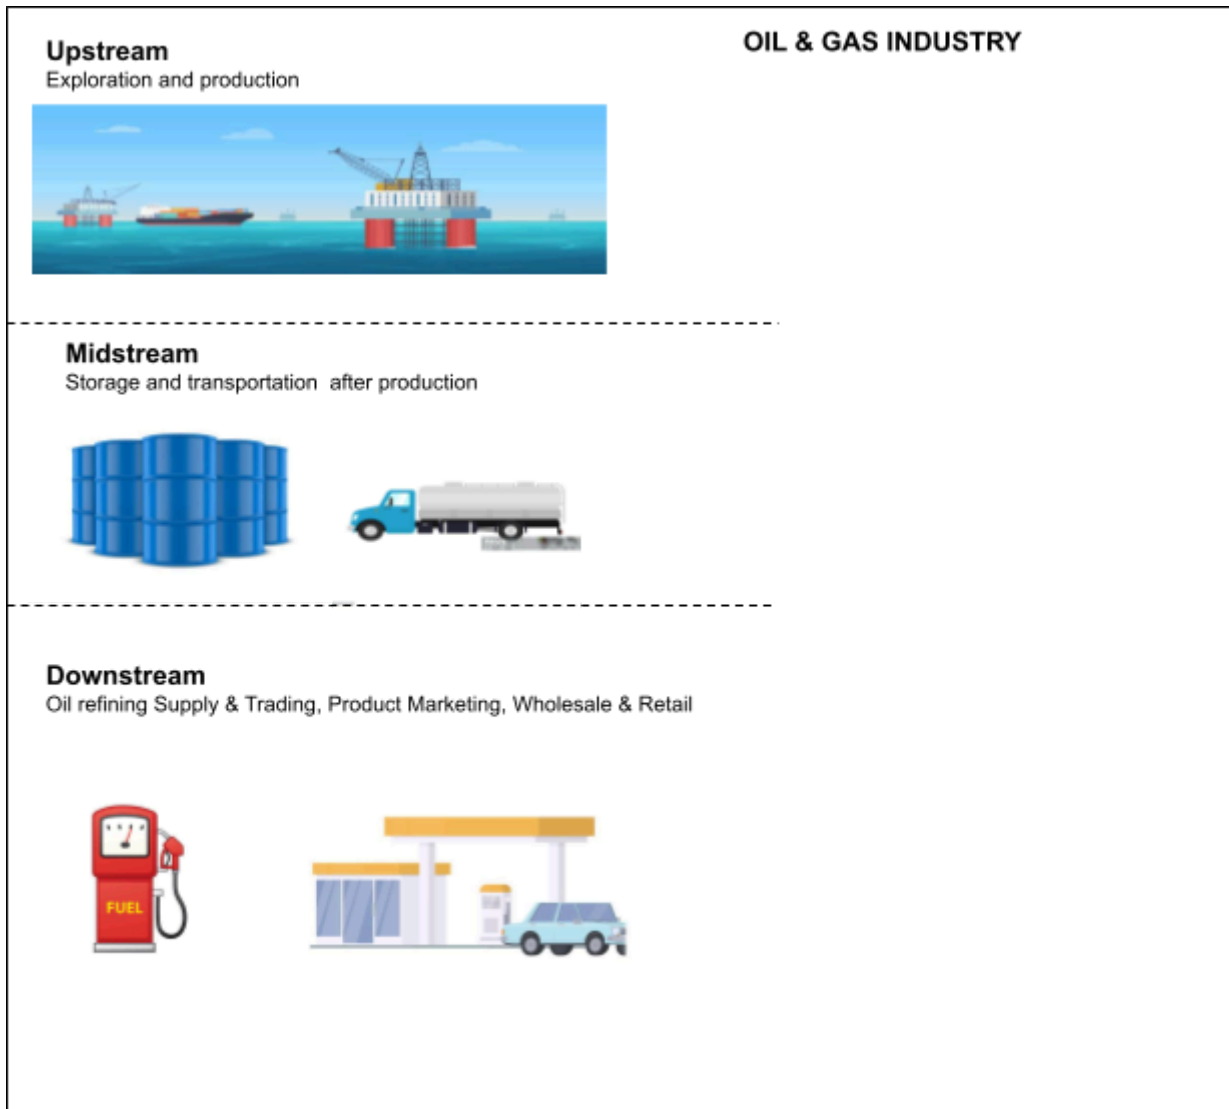 OIL & GAS INDUSTRY
Upstream
Exploration and production
Midstream
Storage and transportation after production
Downstream
Oil refining Supply & Trading, Product Marketing, Wholesale & Retail
FUEL